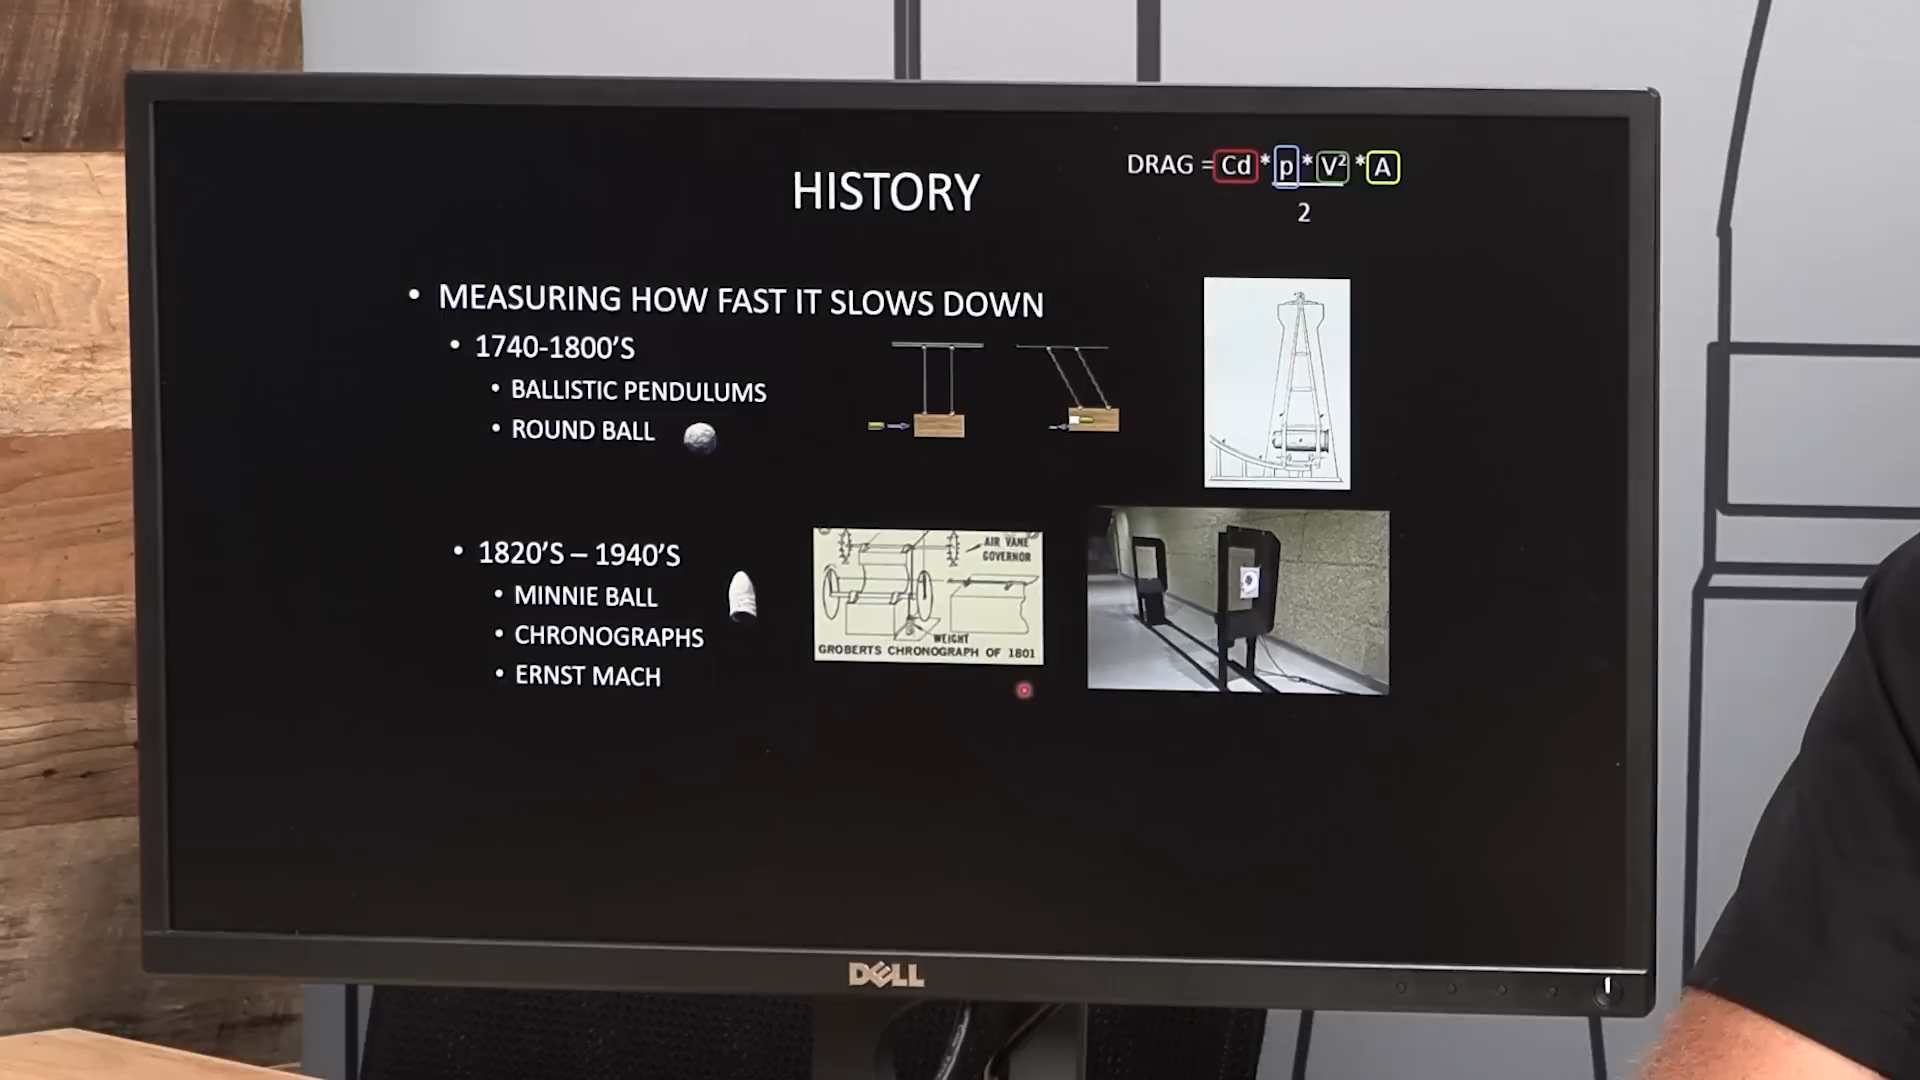 HISTORY
DRAG = Cd * p * V² * A
2
• MEASURING HOW FAST IT SLOWS DOWN
• 1740-1800'S
• BALLISTIC PENDULUMS
• ROUND BALL
• 1820'S – 1940'S
• MINNIE BALL
• CHRONOGRAPHS
• ERNST MACH
AIR VANE
GOVERNOR
WEIGHT
GROBERTS CHRONOGRAPH OF 1801
DELL